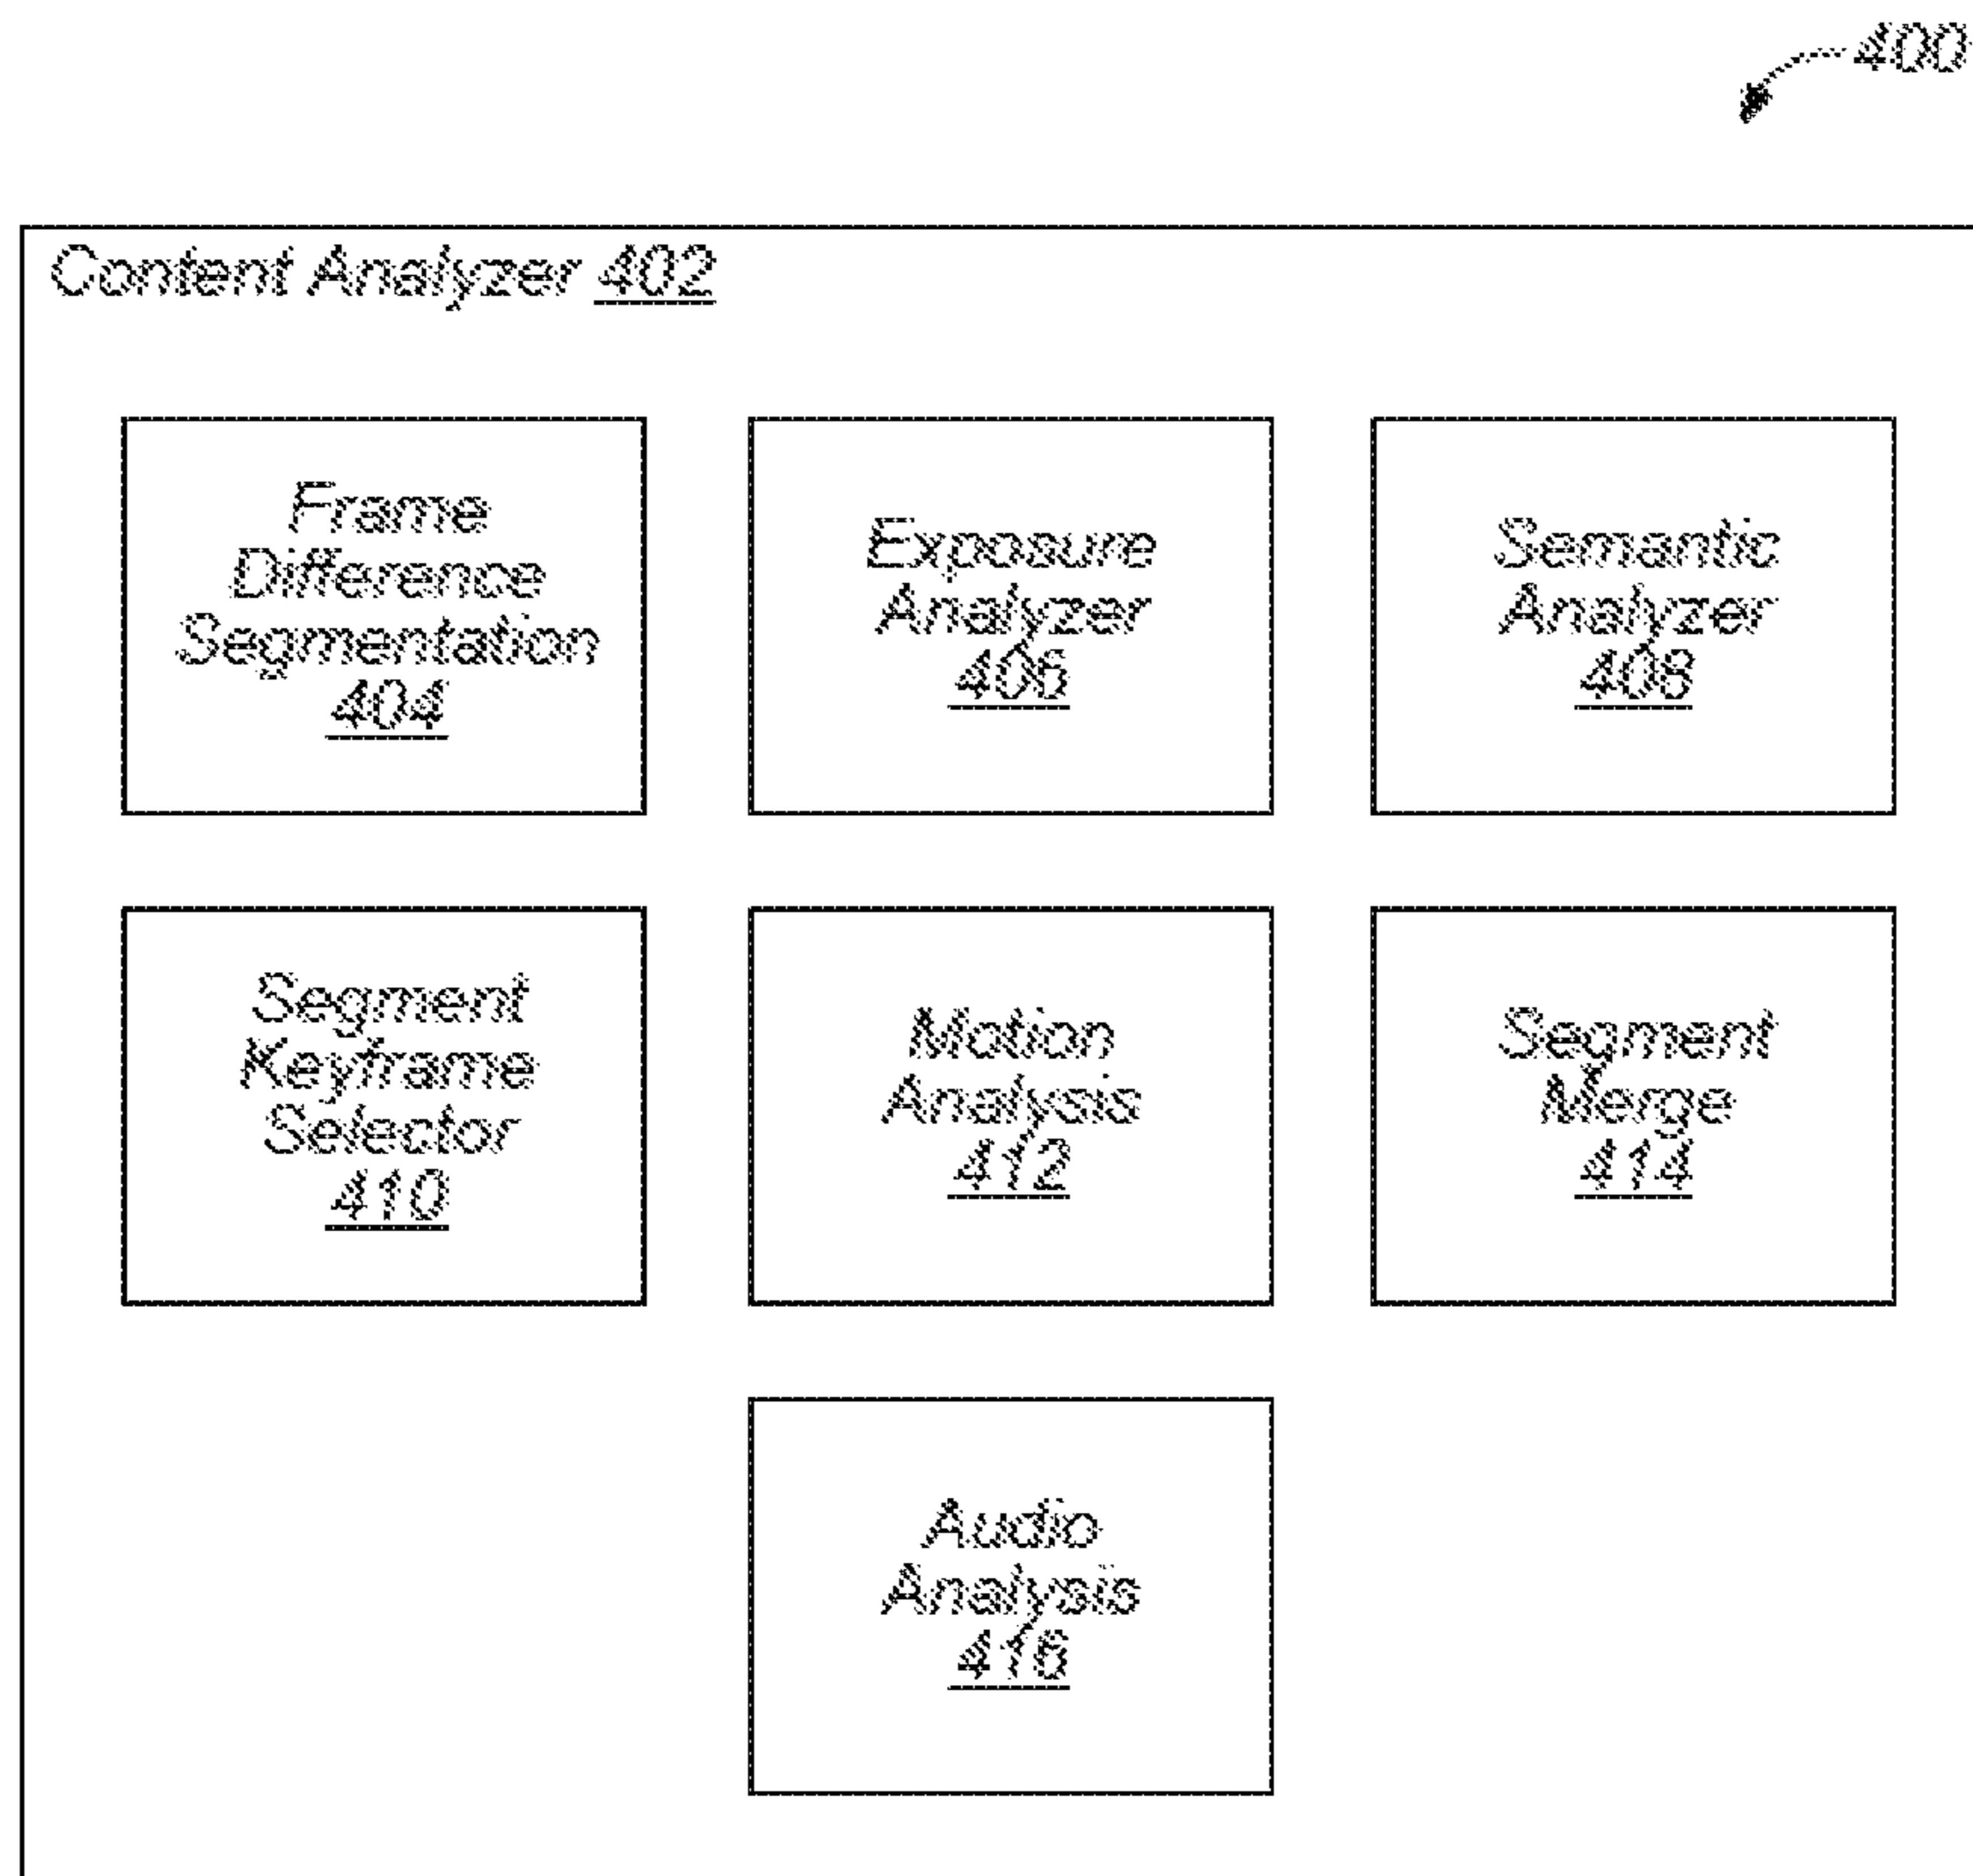 400
Content Analyzer 402
Frame
Difference
Segmentation
404
Exposure
Analyzer
406
Semantic
Analyzer
408
Segment
Keyframe
Selector
410
Motion
Analysis
412
Segment
Merge
414
Audio
Analysis
416